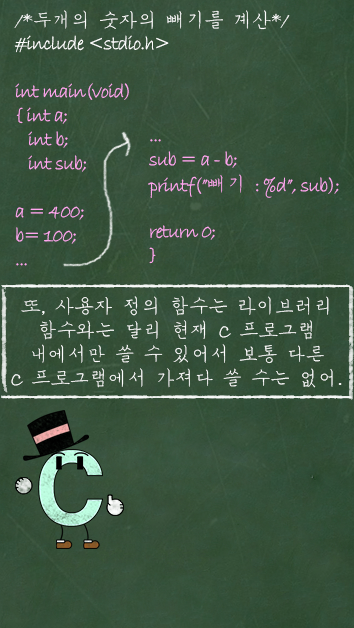 /*두개의 숫자의 빼기를 계산*/
#include <stdio.h>
int main(void)
{ int a;
int b;
int sub;
a = 400;
b= 100;
...
...
sub = a - b;
printf("빼기 : %d", sub);
return 0;
}
또, 사용자 정의 함수는 라이브러리
함수와는 달리 현재 C 프로그램
내에서만 쓸 수 있어서 보통 다른
C 프로그램에서 가져다 쓸 수는 없어.
C